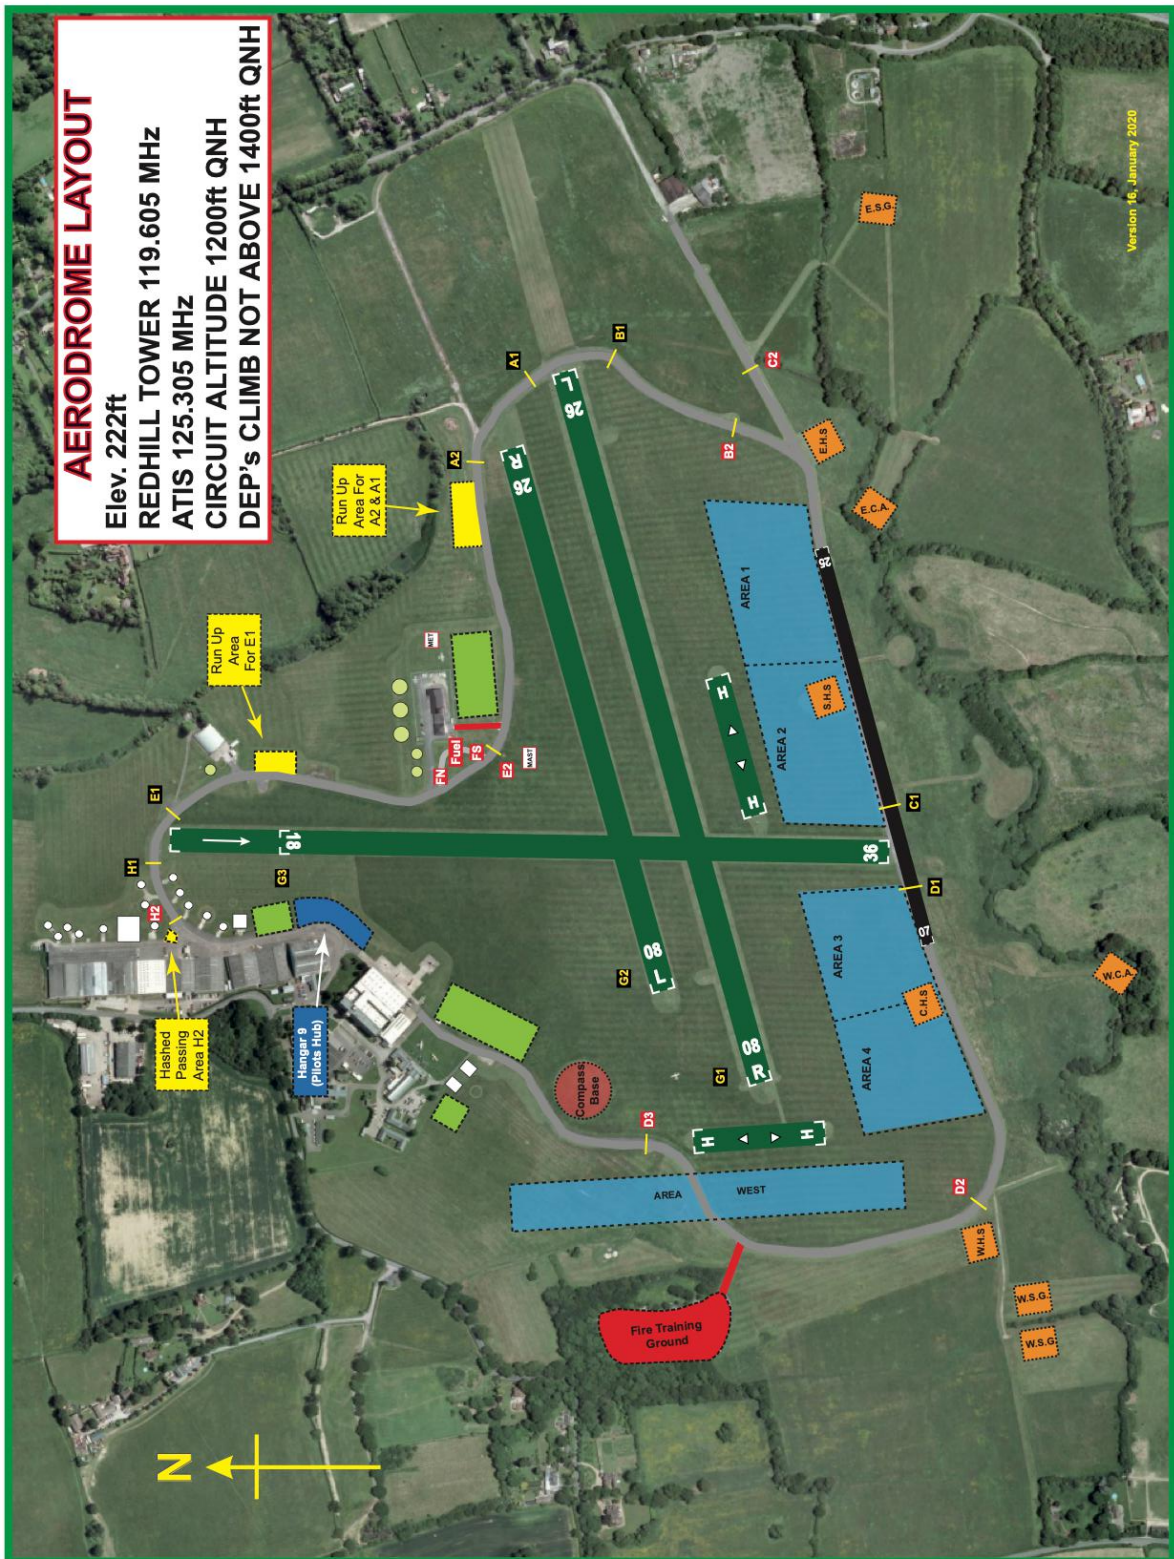 AERODROME LAYOUT
Elev. 222ft
REDHILL TOWER 119.605 MHz
ATIS 125.305 MHz
CIRCUIT ALTITUDE 1200ft QNH
DEP's CLIMB NOT ABOVE 1400ft QNH
N
Hashed
Passing
Area H2
Hangar 9
(Pilots Hub)
H2
H1
E1
G3
18
Run Up
Area
For E1
Run Up
Area For
A2 & A1
FN
Fuel
FS
E2
MET
MAST
A2
A1
B1
26
R
26
L
G2
08
L
G1
08
R
Compass
Base
D3
H
H
AREA
WEST
Fire Training
Ground
H
H
36
AREA 1
AREA 2
AREA 3
AREA 4
S.H.S
C.H.S
B2
C2
E.H.S
E.S.G.
E.C.A.
25
C1
D1
07
D2
W.H.S
W.S.G.
W.S.G
W.C.A.
Version 16, January 2020